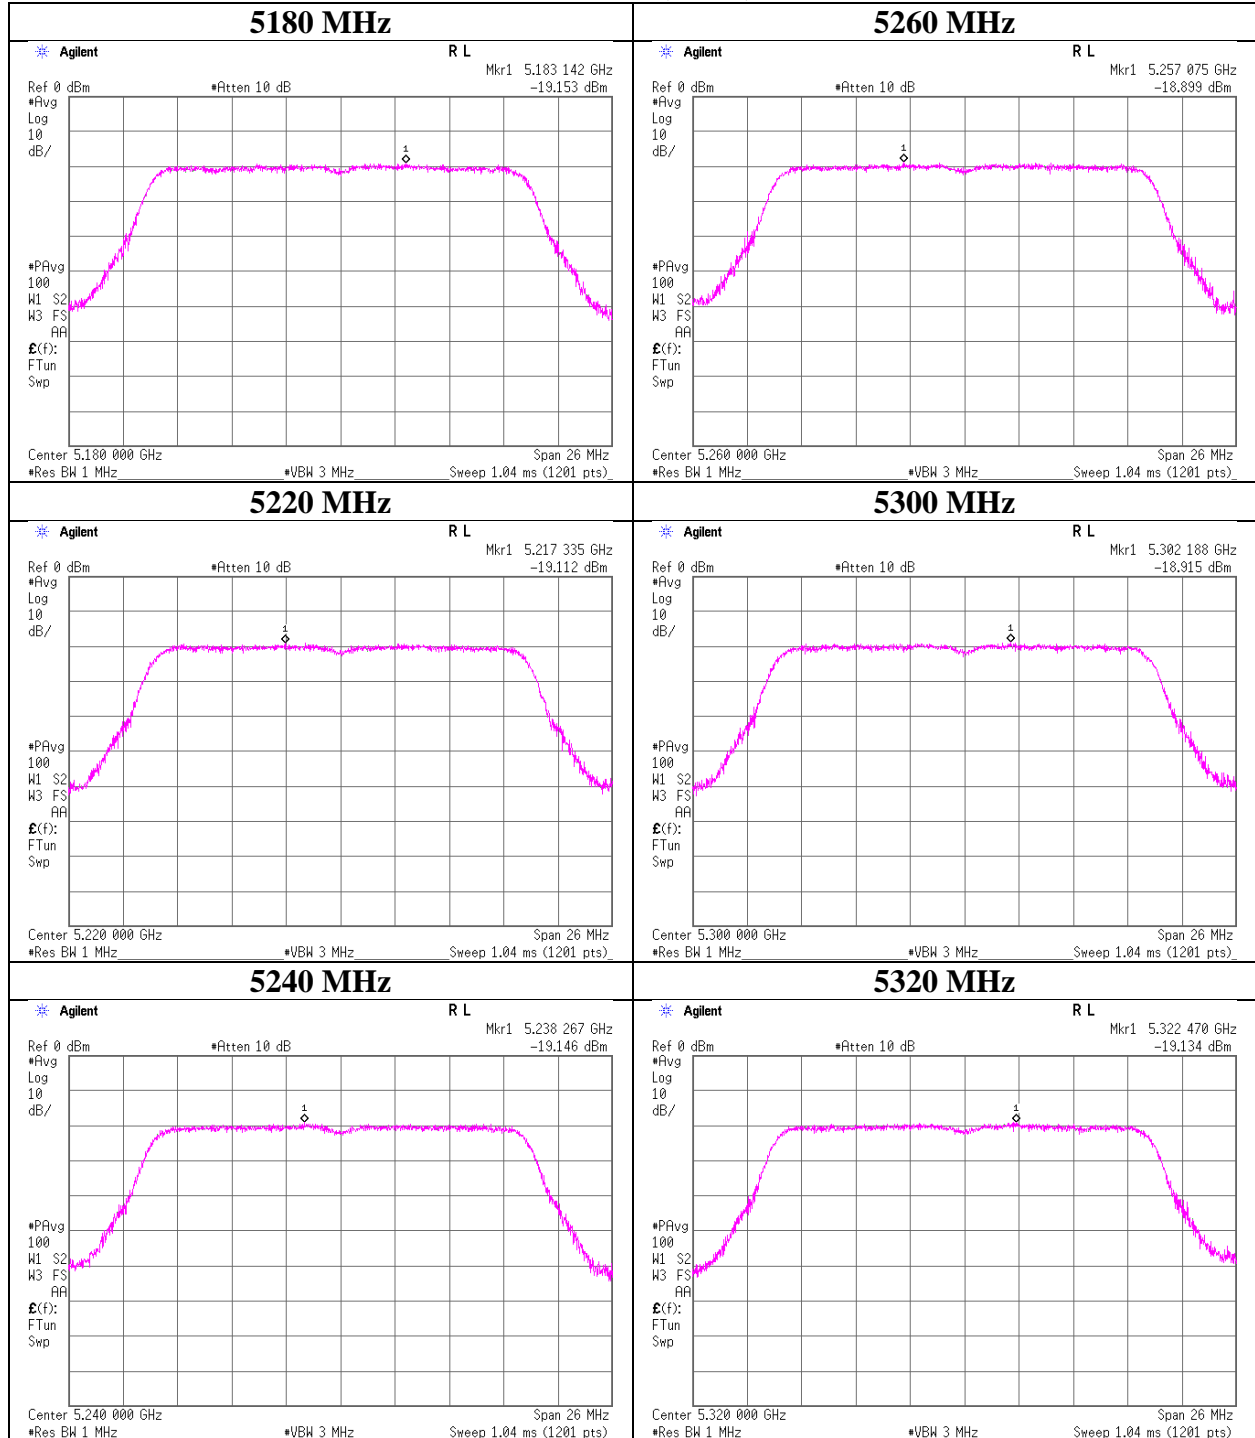 5180 MHz
Agilent R L
Mkr1 5.183 142 GHz
Ref 0 dBm #Atten 10 dB -19.153 dBm
#Avg
Log
10
dB/
1
#PAvg
100
W1 S2
W3 FS
AA
£(f):
FTun
Swp
Center 5.180 000 GHz Span 26 MHz
#Res BW 1 MHz #VBW 3 MHz Sweep 1.04 ms (1201 pts)
5260 MHz
Agilent R L
Mkr1 5.257 075 GHz
Ref 0 dBm #Atten 10 dB -18.899 dBm
#Avg
Log
10
dB/
1
#PAvg
100
W1 S2
W3 FS
AA
£(f):
FTun
Swp
Center 5.260 000 GHz Span 26 MHz
#Res BW 1 MHz #VBW 3 MHz Sweep 1.04 ms (1201 pts)
5220 MHz
Agilent R L
Mkr1 5.217 335 GHz
Ref 0 dBm #Atten 10 dB -19.112 dBm
#Avg
Log
10
dB/
1
#PAvg
100
W1 S2
W3 FS
AA
£(f):
FTun
Swp
Center 5.220 000 GHz Span 26 MHz
#Res BW 1 MHz #VBW 3 MHz Sweep 1.04 ms (1201 pts)
5300 MHz
Agilent R L
Mkr1 5.302 188 GHz
Ref 0 dBm #Atten 10 dB -18.915 dBm
#Avg
Log
10
dB/
1
#PAvg
100
W1 S2
W3 FS
AA
£(f):
FTun
Swp
Center 5.300 000 GHz Span 26 MHz
#Res BW 1 MHz #VBW 3 MHz Sweep 1.04 ms (1201 pts)
5240 MHz
Agilent R L
Mkr1 5.238 267 GHz
Ref 0 dBm #Atten 10 dB -19.146 dBm
#Avg
Log
10
dB/
1
#PAvg
100
W1 S2
W3 FS
AA
£(f):
FTun
Swp
Center 5.240 000 GHz Span 26 MHz
#Res BW 1 MHz #VBW 3 MHz Sweep 1.04 ms (1201 pts)
5320 MHz
Agilent R L
Mkr1 5.322 470 GHz
Ref 0 dBm #Atten 10 dB -19.134 dBm
#Avg
Log
10
dB/
1
#PAvg
100
W1 S2
W3 FS
AA
£(f):
FTun
Swp
Center 5.320 000 GHz Span 26 MHz
#Res BW 1 MHz #VBW 3 MHz Sweep 1.04 ms (1201 pts)